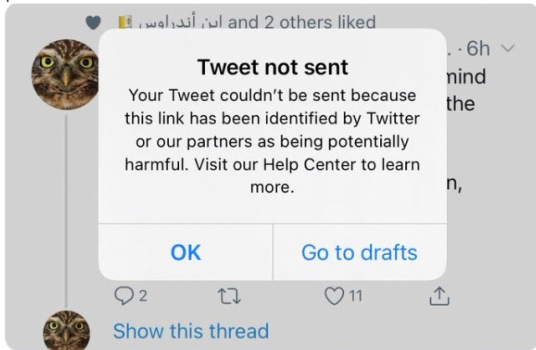 ابن أندراوس and 2 others liked
. · 6h
Tweet not sent
mind
Your Tweet couldn’t be sent because
the
this link has been identified by Twitter
or our partners as being potentially
harmful. Visit our Help Center to learn
n,
more.
OK
Go to drafts
2
11
Show this thread